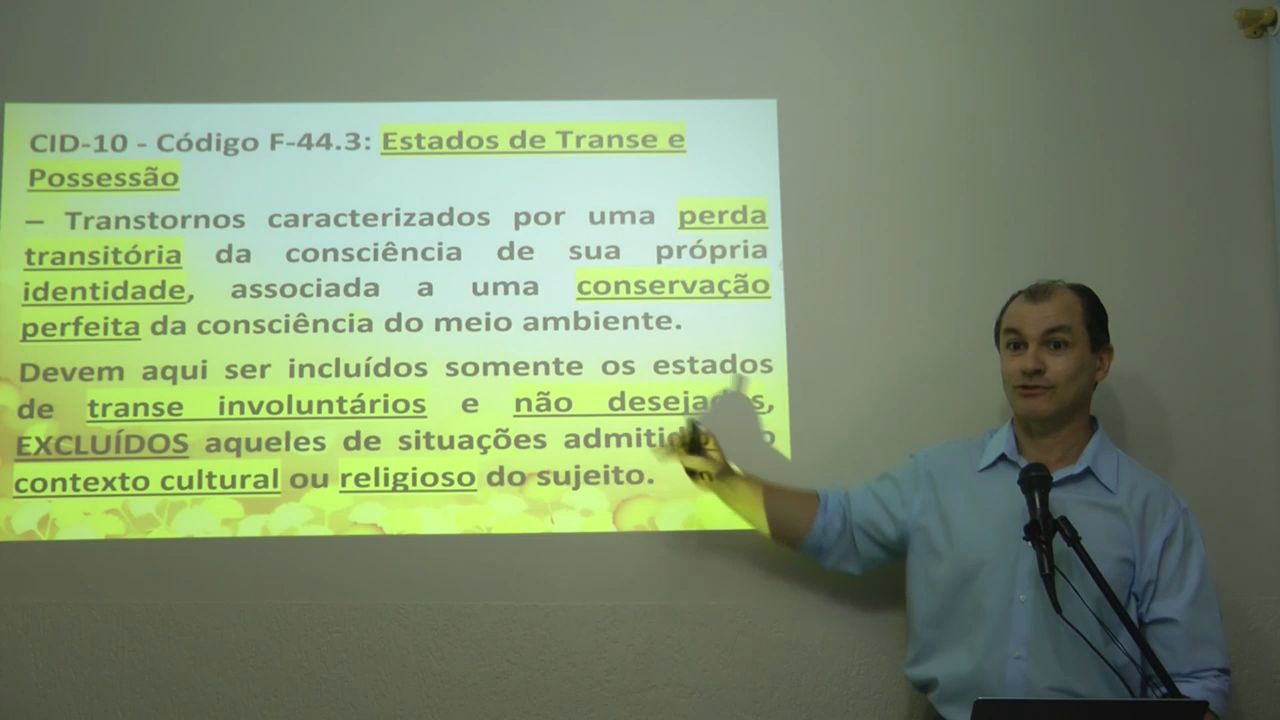 CID-10 - Código F-44.3: Estados de Transe e
Possessão
– Transtornos caracterizados por uma perda
transitória da consciência de sua própria
identidade, associada a uma conservação
perfeita da consciência do meio ambiente.
Devem aqui ser incluídos somente os estados
de transe involuntários e não desejados,
EXCLUÍDOS aqueles de situações
contexto cultural ou religioso do sujeito.